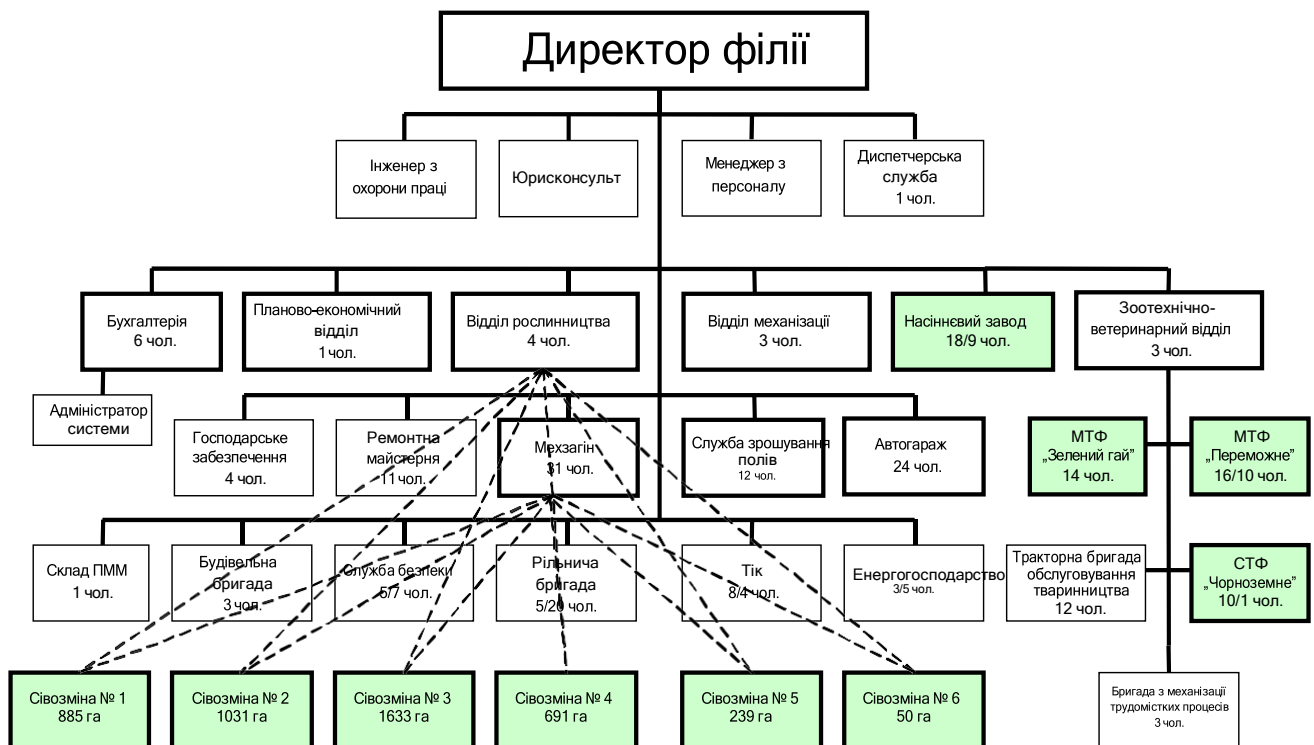 Директор філії
Інженер з
охорони праці
Юрисконсульт
Менеджер з
персоналу
Диспетчерська
служба
1 чол.
Бухгалтерія
6 чол.
Планово-економічний
відділ
1чол.
Відділ рослинництва
4 чол.
Відділ механізації
3 чол.
Насіннєвий завод
18/9 чол.
Зоотехнічно-
ветеринарний відділ
3 чол.
Адміністратор
системи
Господарське
забезпечення
4 чол.
Ремонтна
майстерня
11чол.
Мехзагін
31 чол.
Служба зрошування
полів
12 чол.
Автогараж
24 чол.
МТФ
„Зелений гай”
14 чол.
МТФ
„Переможне”
16/10 чол.
Склад ПММ
1 чол.
Будівельна
бригада
3 чол.
Служба безпеки
5/7 чол.
Рільнича
бригада
5/20 чол.
Тік
8/4 чол.
Енергогосподарство
3/5 чол.
Тракторна бригада
обслуговування
тваринництва
12 чол.
СТФ
„Чорноземне”
10/1 чол.
Сівозміна № 1
885 га
Сівозміна № 2
1031 га
Сівозміна № 3
1633 га
Сівозміна № 4
691 га
Сівозміна № 5
239 га
Сівозміна № 6
50 га
Бригада з механізації
трудомістких процесів
3 чол.